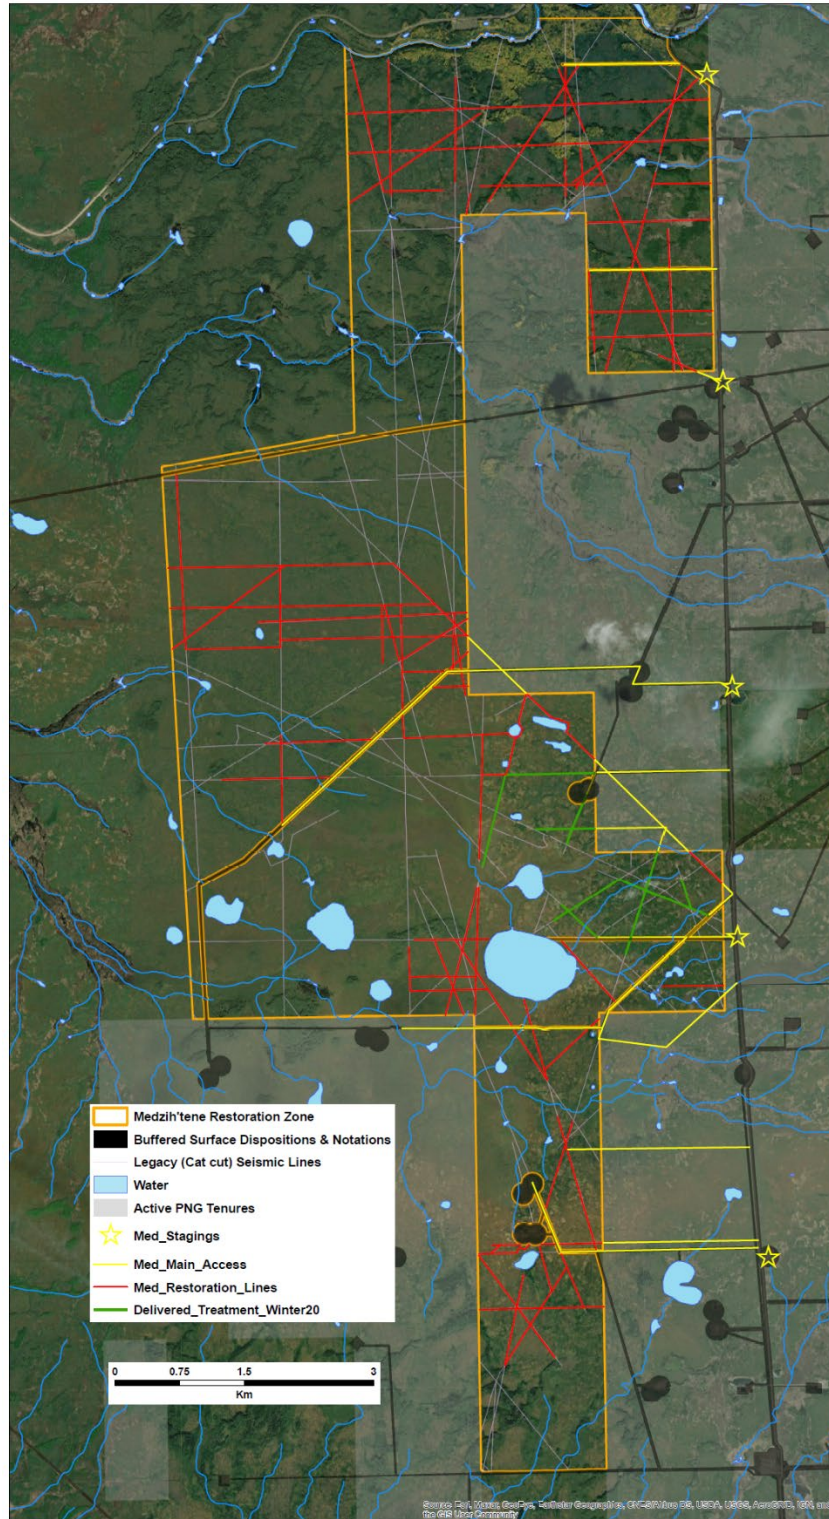 Medzih'tene Restoration Zone
Buffered Surface Dispositions & Notations
Legacy (Cat cut) Seismic Lines
Water
Active PNG Tenures
Med_Stagings
Med_Main_Access
Med_Restoration_Lines
Delivered_Treatment_Winter20
0 0.75 1.5 3
Km
Source: Esri, Maxar, GeoEye, Earthstar Geographics, CNES/Airbus DS, USDA, USGS, AeroGRID, IGN, and
the GIS User Community